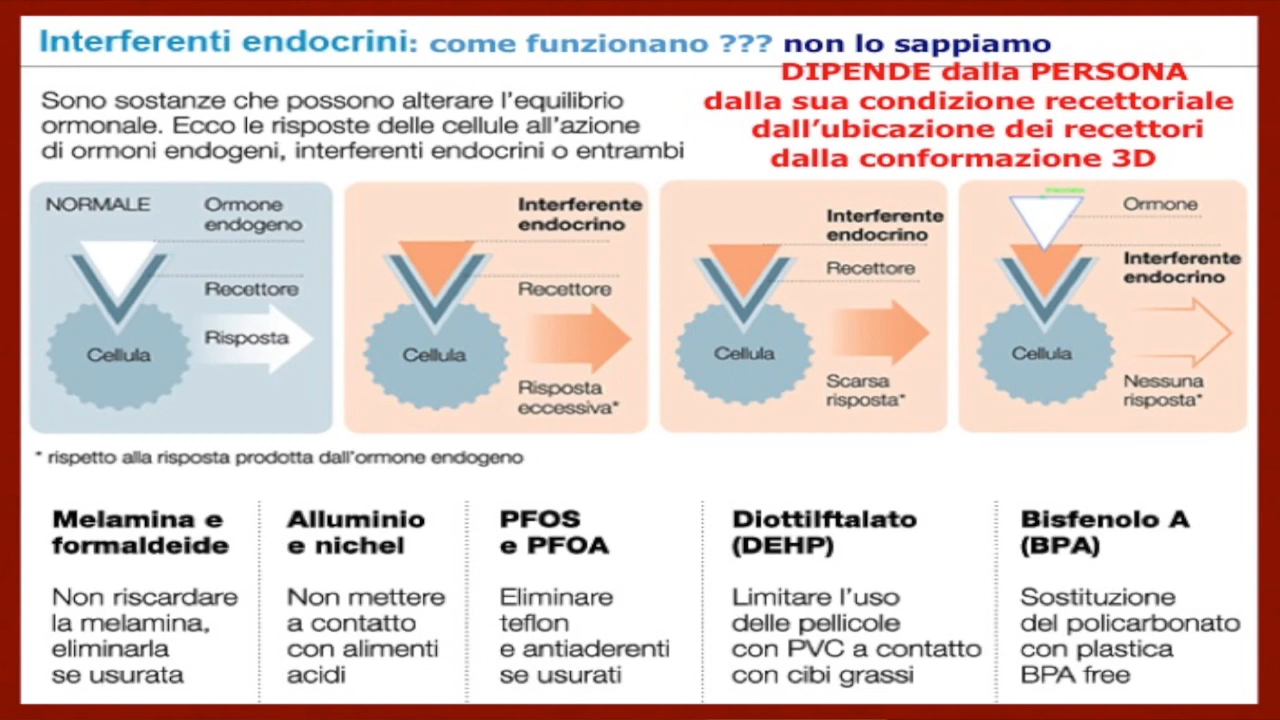 Interferenti endocrini: come funzionano ??? non lo sappiamo
DIPENDE dalla PERSONA
dalla sua condizione recettoriale
dall'ubicazione dei recettori
dalla conformazione 3D
Sono sostanze che possono alterare l'equilibrio
ormonale. Ecco le risposte delle cellule all'azione
di ormoni endogeni, interferenti endocrini o entrambi
NORMALE
Ormone
endogeno
Recettore
Risposta
Cellula
Interferente
endocrino
Recettore
Cellula
Risposta
eccessiva*
Interferente
endocrino
Recettore
Cellula
Scarsa
risposta*
Ormone
Interferente
endocrino
Cellula
Nessuna
risposta*
* rispetto alla risposta prodotta dall'ormone endogeno
Melamina e
formaldeide
Non riscardare
la melamina,
eliminarla
se usurata
Alluminio
e nichel
Non mettere
a contatto
con alimenti
acidi
PFOS
e PFOA
Eliminare
teflon
e antiaderenti
se usurati
Diottilftalato
(DEHP)
Limitare l'uso
delle pellicole
con PVC a contatto
con cibi grassi
Bisfenolo A
(BPA)
Sostituzione
del policarbonato
con plastica
BPA free